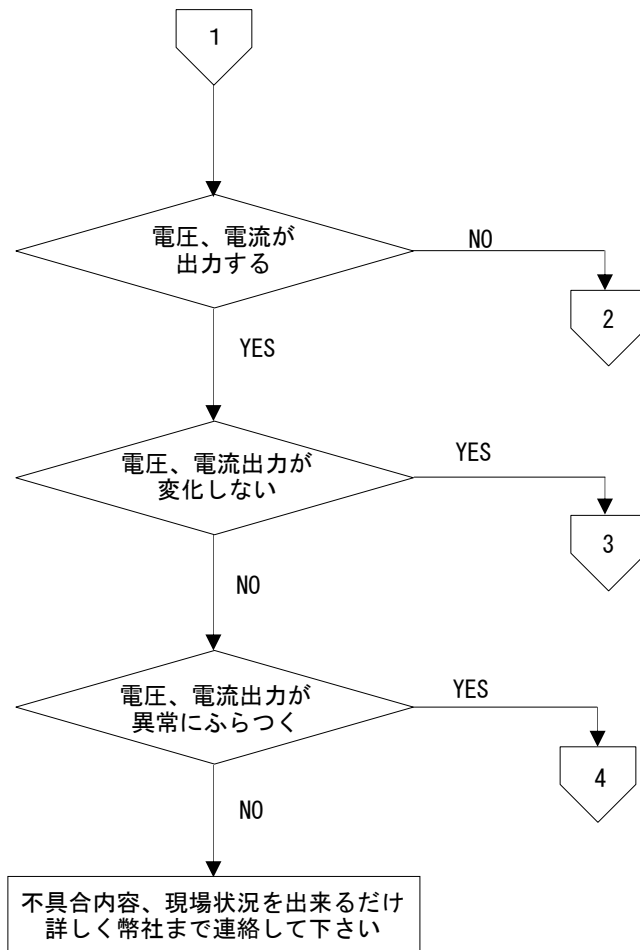 1
電圧、電流が
出力する
NO
2
YES
電圧、電流出力が
変化しない
YES
3
NO
電圧、電流出力が
異常にふらつく
YES
4
NO
不具合内容、現場状況を出来るだけ
詳しく幣社まで連絡して下さい